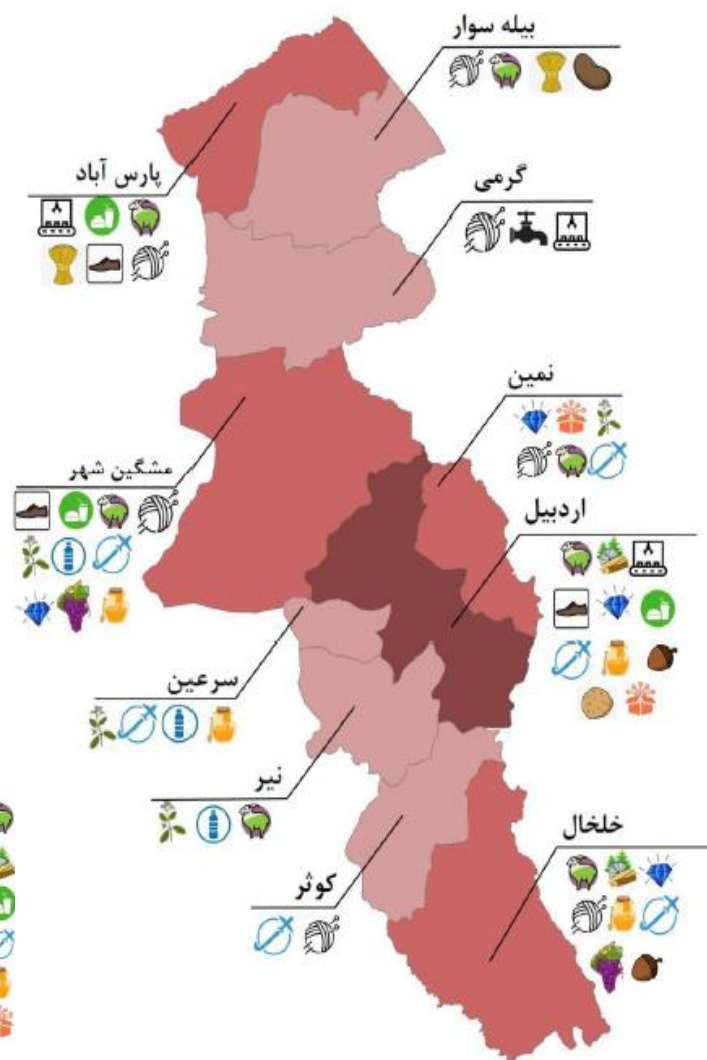 بیله سوار
پارس آباد
گرمی
نمین
مشگین شهر
اردبیل
سرعین
نیر
خلخال
کوثر